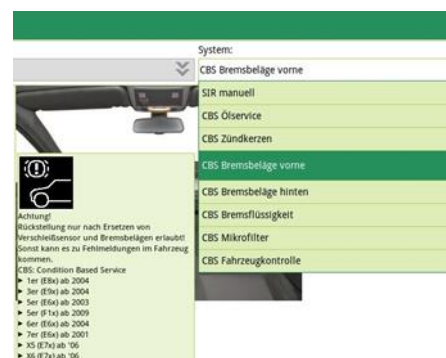 System:
CBS Bremsbeläge vorne
SIR manuell
CBS Ölservice
CBS Zündkerzen
CBS Bremsbeläge vorne
CBS Bremsbeläge hinten
CBS Bremsflüssigkeit
CBS Mikrofilter
CBS Fahrzeugkontrolle
Achtung!
Rückstellung nur nach Ersetzen von
Verschleißsensor und Bremsbelägen erlaubt!
Sonst kann es zu Fehlmeldungen im Fahrzeug
kommen.
CBS: Condition Based Service
► 1er (E8x) ab 2004
► 3er (E9x) ab 2004
► 5er (E6x) ab 2003
► 5er (F1x) ab 2009
► 6er (E6x) ab 2004
► 7er (E6x) ab 2001
► X5 (E7x) ab '06
► X6 (E7x) ab '06